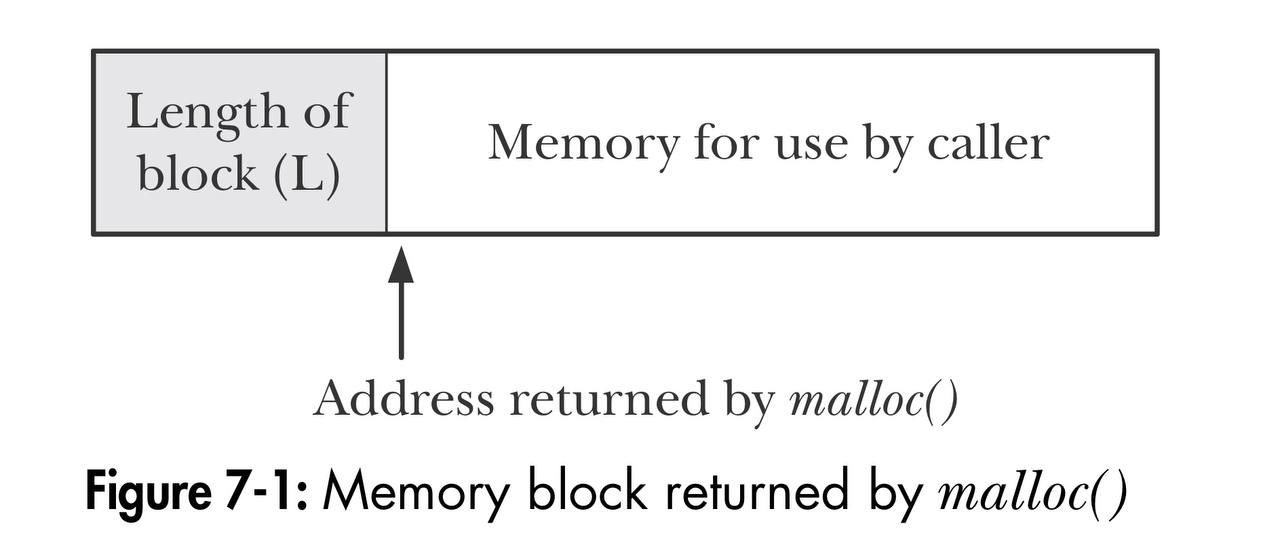 Length of
block (L)
Memory for use by caller
Address returned by malloc()
Figure 7-1: Memory block returned by malloc()